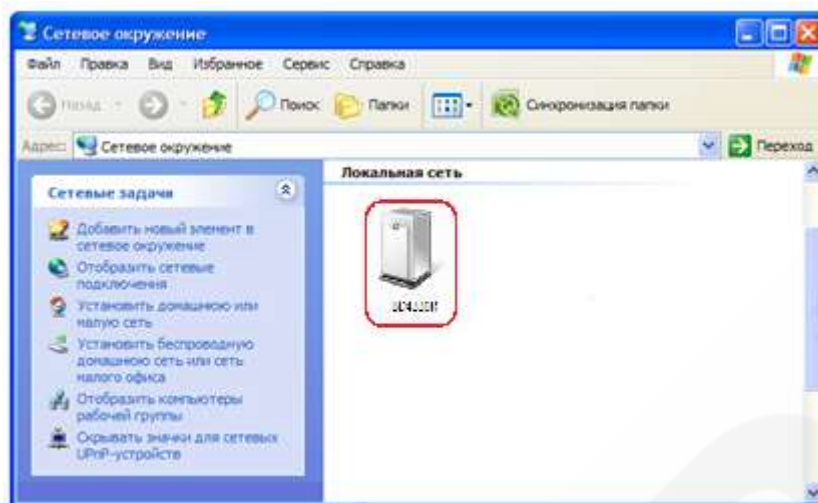 Сетевое окружение
Файл Правка Вид Избранное Сервис Справка
Назад Поиск Папки Синхронизация папки
Адрес: Сетевое окружение Переход
Локальная сеть
Сетевые задачи
Добавить новый элемент в
сетевое окружение
Отобразить сетевые
подключения
Установить домашнюю или
малую сеть
Установить беспроводную
домашнюю сеть или сеть
малого офиса
Отобразить компьютеры
рабочей группы
Скрывать значки для сетевых
UPnP-устройств